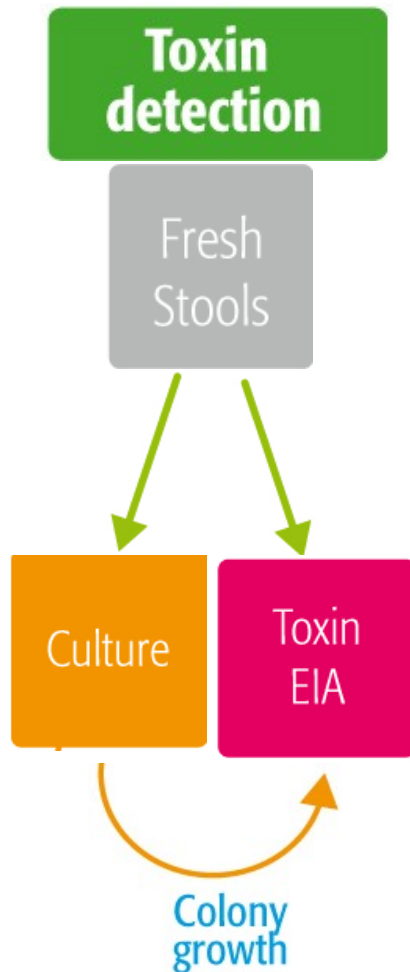 Toxin
detection
Fresh
Stools
Culture
Toxin
EIA
Colony
growth